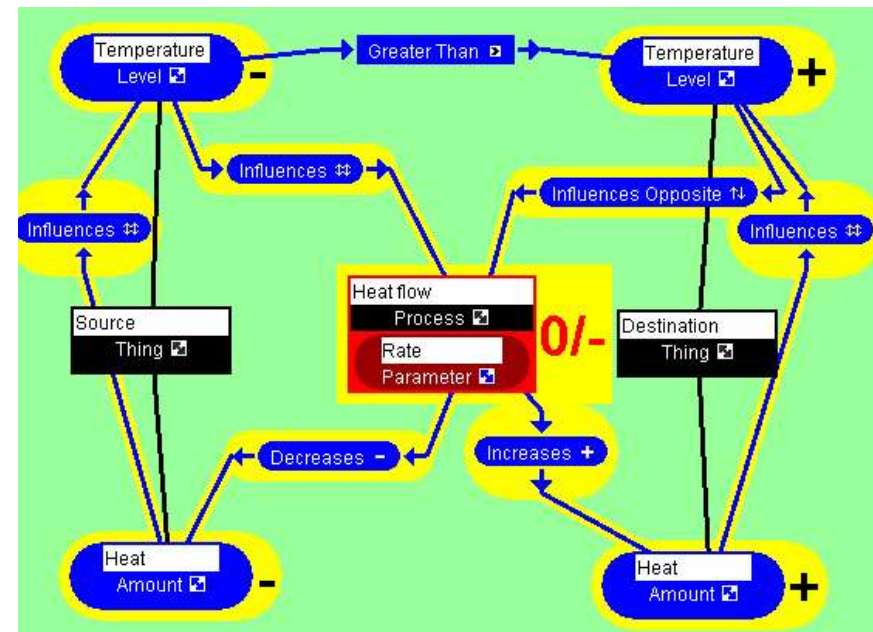 Temperature
Level
-
Greater Than
Temperature
Level
+
Influences
Influences Opposite
Influences
Influences
Heat flow
Process
Rate
Parameter
0/-
Source
Thing
Destination
Thing
Decreases -
Increases +
Heat
Amount
-
Heat
Amount
+